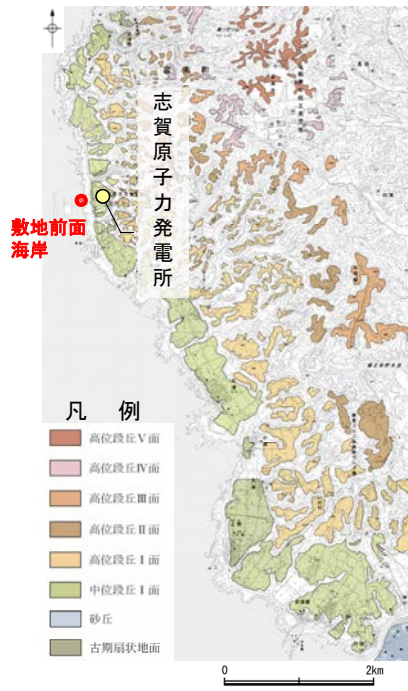 志賀原子力発電所
敷地前面
海岸
凡 例
高位段丘Ⅴ面
高位段丘Ⅳ面
高位段丘Ⅲ面
高位段丘Ⅱ面
高位段丘Ⅰ面
中位段丘Ⅰ面
砂丘
古期扇状地面
0 2km